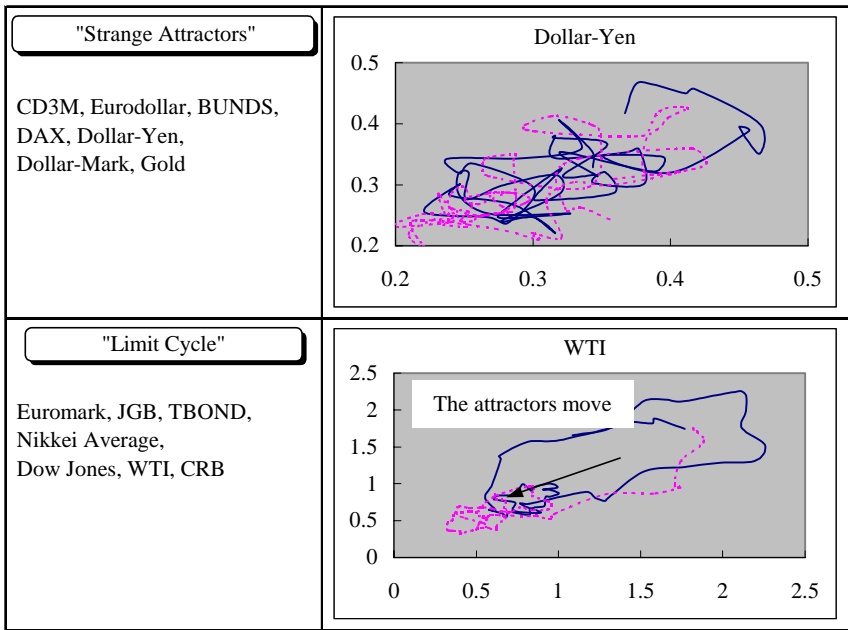 "Strange Attractors"
CD3M, Eurodollar, BUNDS,
DAX, Dollar-Yen,
Dollar-Mark, Gold
Dollar-Yen
0.5
0.4
0.3
0.2
0.2 0.3 0.4 0.5
"Limit Cycle"
Euromark, JGB, TBOND,
Nikkei Average,
Dow Jones, WTI, CRB
WTI
2.5
The attractors move
2
1.5
1
0.5
0
0 0.5 1 1.5 2 2.5